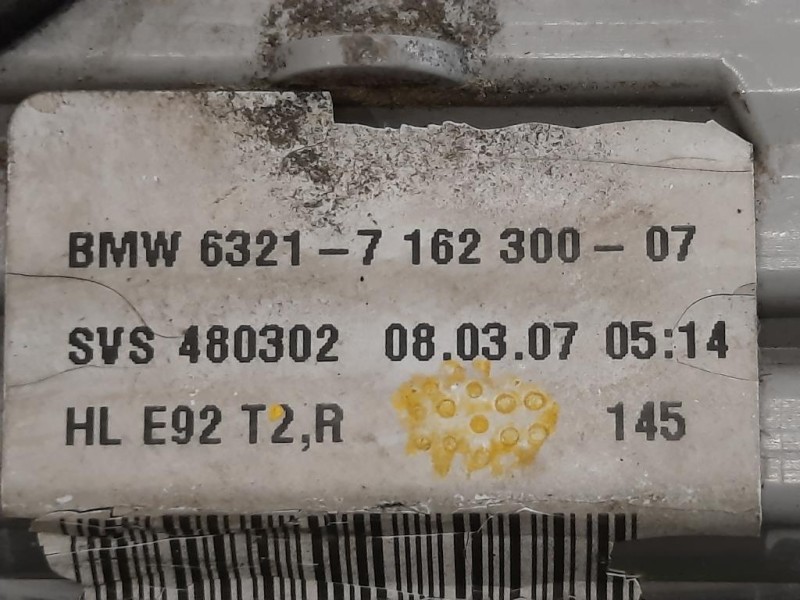 BMW 6321-7 162 300-07
SVS 480302 08.03.07 05:14
HL E92 T2,R 145